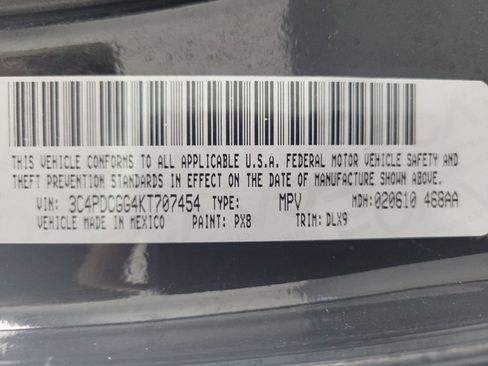 THIS VEHICLE CONFORMS TO ALL APPLICABLE U.S.A. FEDERAL MOTOR VEHICLE SAFETY AND
THEFT PREVENTION STANDARDS IN EFFECT ON THE DATE OF MANUFACTURE SHOWN ABOVE.
VIN: 3C4PDCGG4KT707454 TYPE: MPV MDH:020610 468AA
VEHICLE MADE IN MEXICO PAINT: PX8 TRIM: DLX9